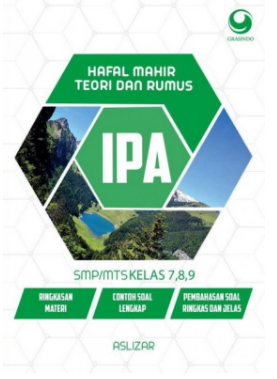 GRASINDO
HAFAL MAHIR
TEORI DAN RUMUS
IPA
SMP/MTS KELAS 7,8,9
RINGKASAN
MATERI
CONTOH SOAL
LENGKAP
PEMBAHASAN SOAL
RINGKAS DAN JELAS
ASLIZAR